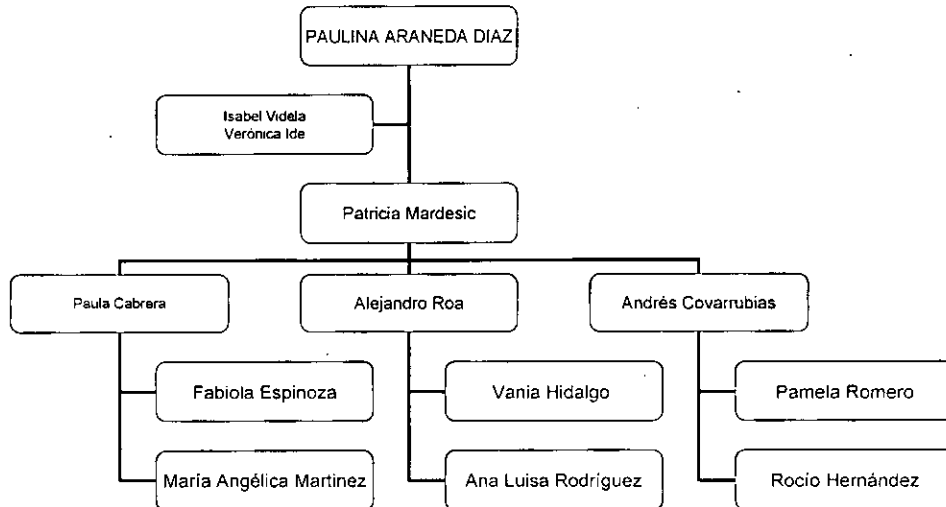 PAULINA ARANEDA DIAZ
Isabel Videla
Verónica Ide
Patricia Mardesic
Paula Cabrera
Alejandro Roa
Andrés Covarrubias
Fabiola Espinoza
Vania Hidalgo
Pamela Romero
María Angélica Martinez
Ana Luisa Rodríguez
Rocío Hernández